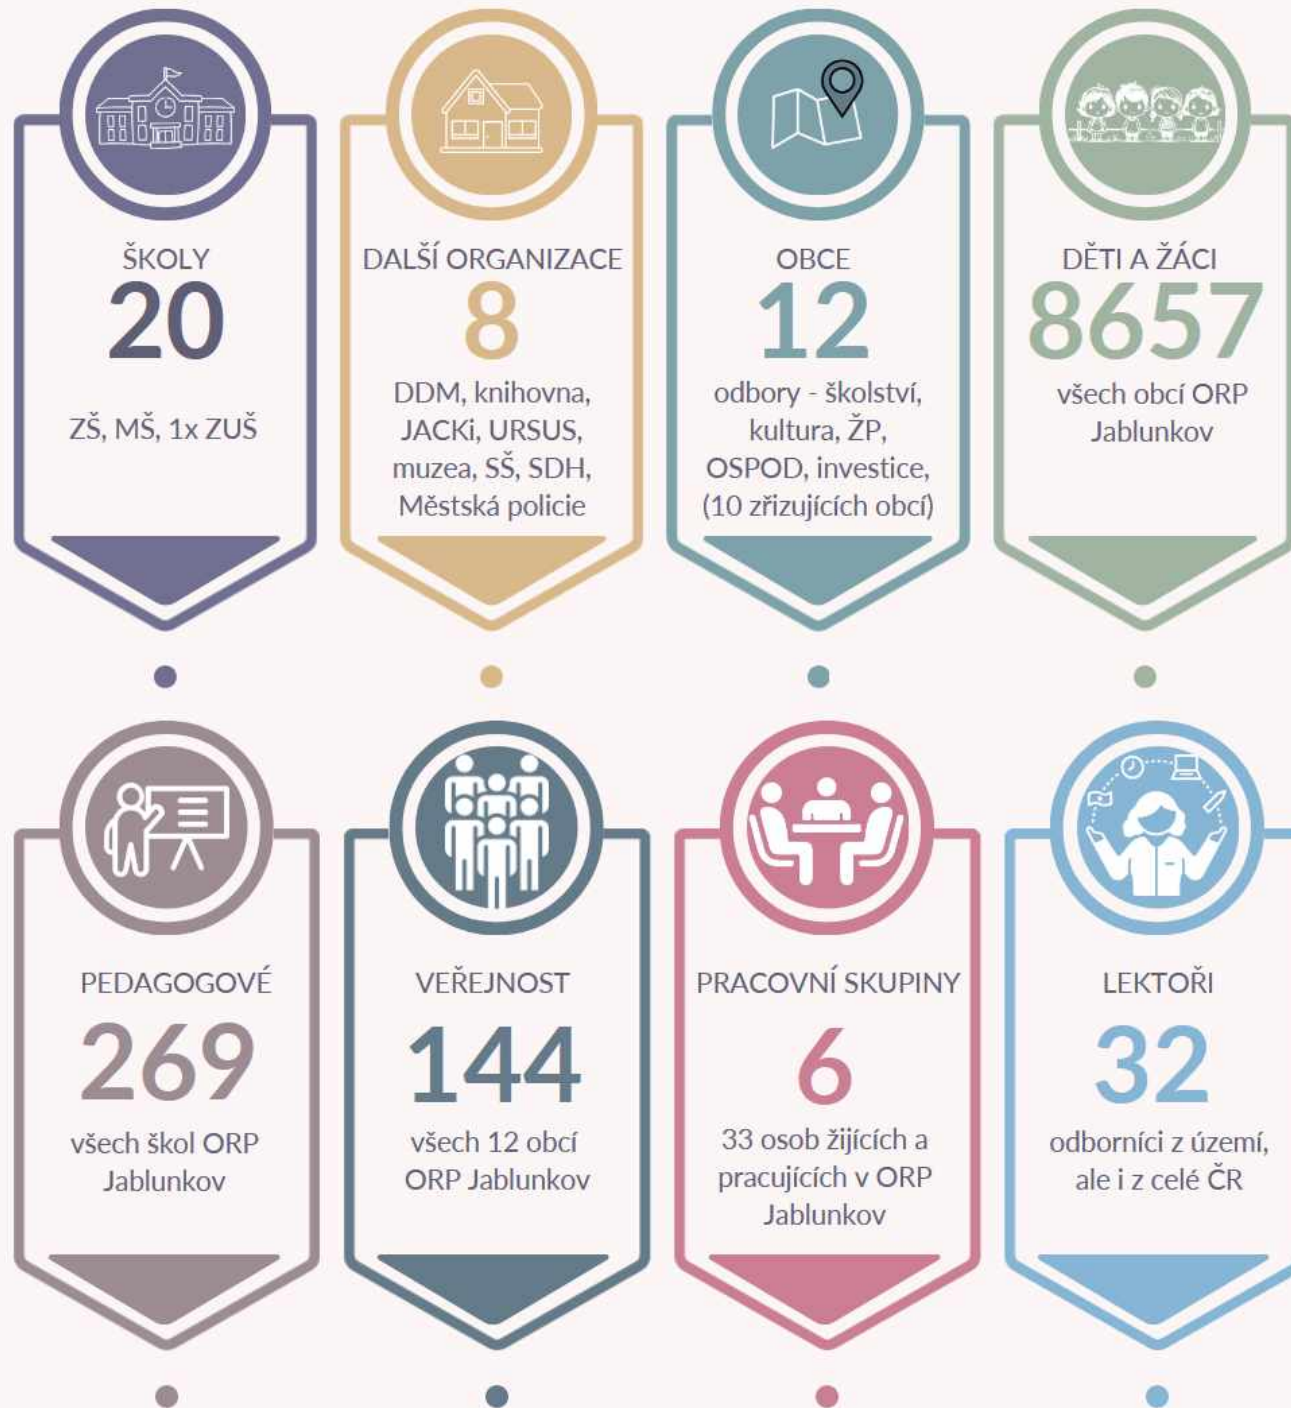 ŠKOLY
20
ZŠ, MŠ, 1x ZUŠ
DALŠÍ ORGANIZACE
8
DDM, knihovna,
JACKi, URSUS,
muzea, SŠ, SDH,
Městská policie
OBCE
12
odbory - školství,
kultura, ŽP,
OSPOD, investice,
(10 zřizujících obcí)
DĚTI A ŽÁCI
8657
všech obcí ORP
Jablunkov
PEDAGOGOVÉ
269
všech škol ORP
Jablunkov
VEŘEJNOST
144
všech 12 obcí
ORP Jablunkov
PRACOVNÍ SKUPINY
6
33 osob žijících a
pracujících v ORP
Jablunkov
LEKTOŘI
32
odborníci z území,
ale i z celé ČR